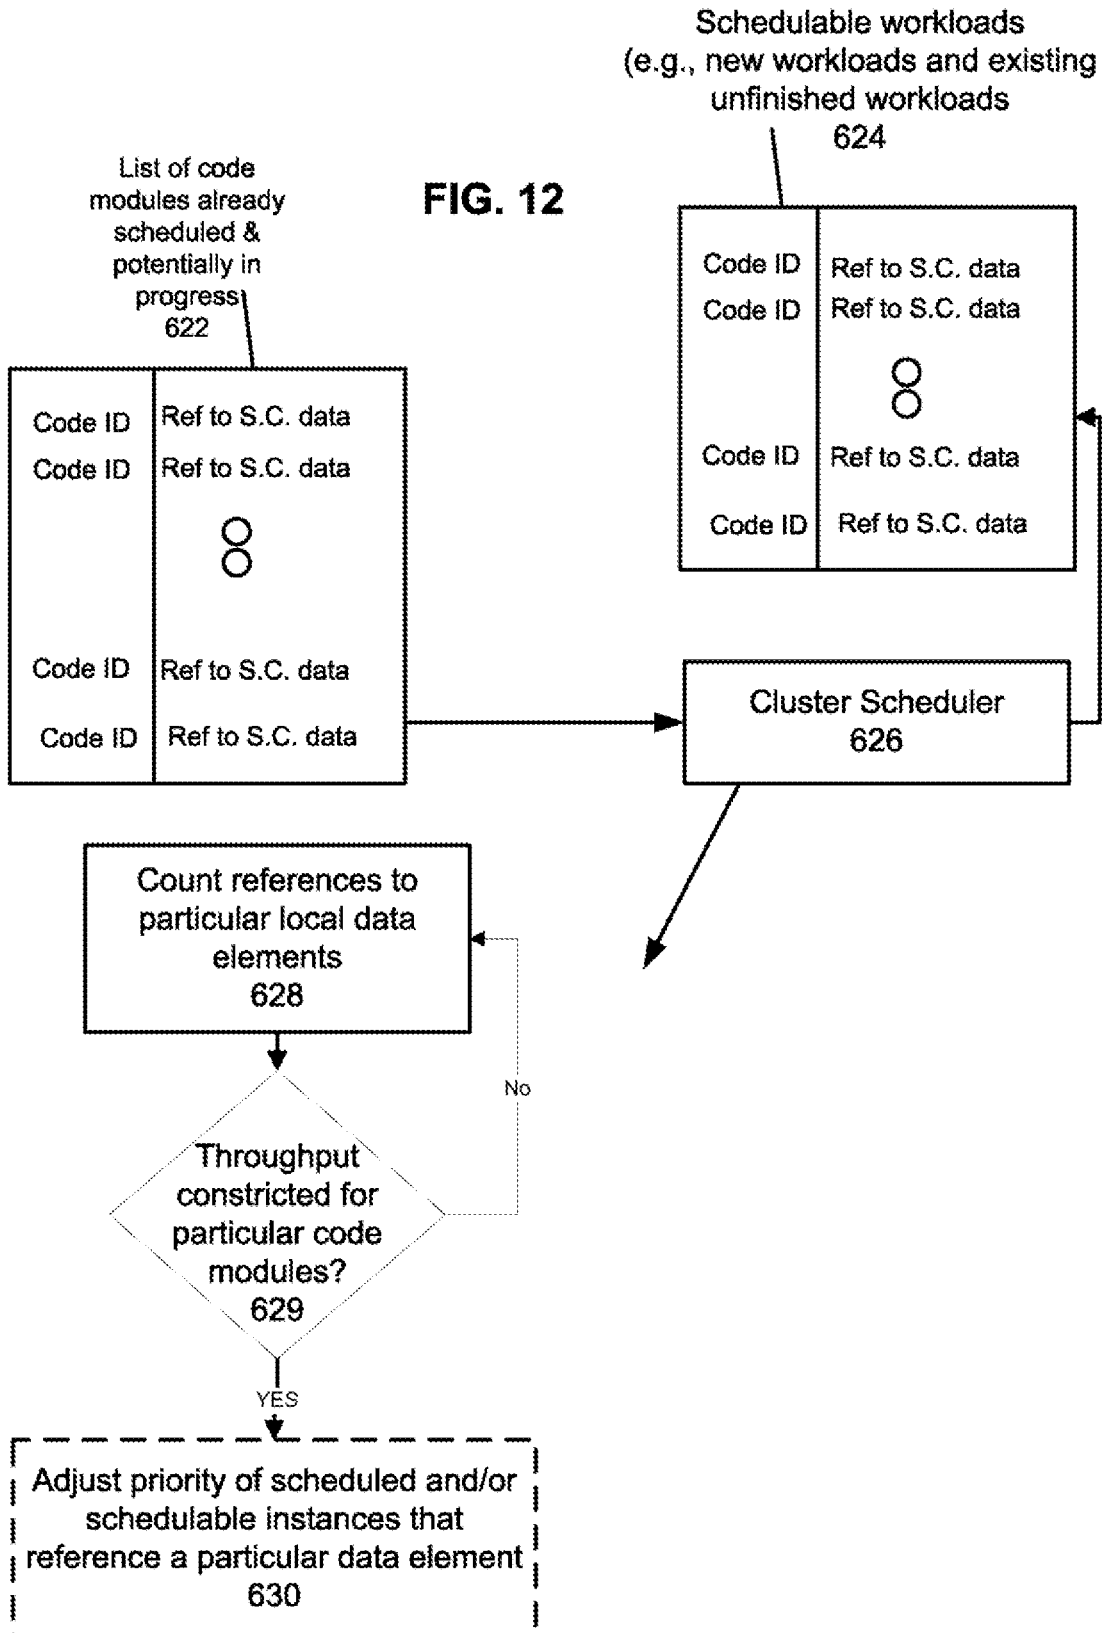 Schedulable workloads
(e.g., new workloads and existing
unfinished workloads
624
List of code
modules already
scheduled &
potentially in
progress
622
FIG. 12
Code ID Ref to S.C. data
Code ID Ref to S.C. data
Code ID Ref to S.C. data
Code ID Ref to S.C. data
Code ID Ref to S.C. data
Code ID Ref to S.C. data
Code ID Ref to S.C. data
Code ID Ref to S.C. data
Cluster Scheduler
626
Count references to
particular local data
elements
628
No
Throughput
constricted for
particular code
modules?
629
YES
Adjust priority of scheduled and/or
schedulable instances that
reference a particular data element
630